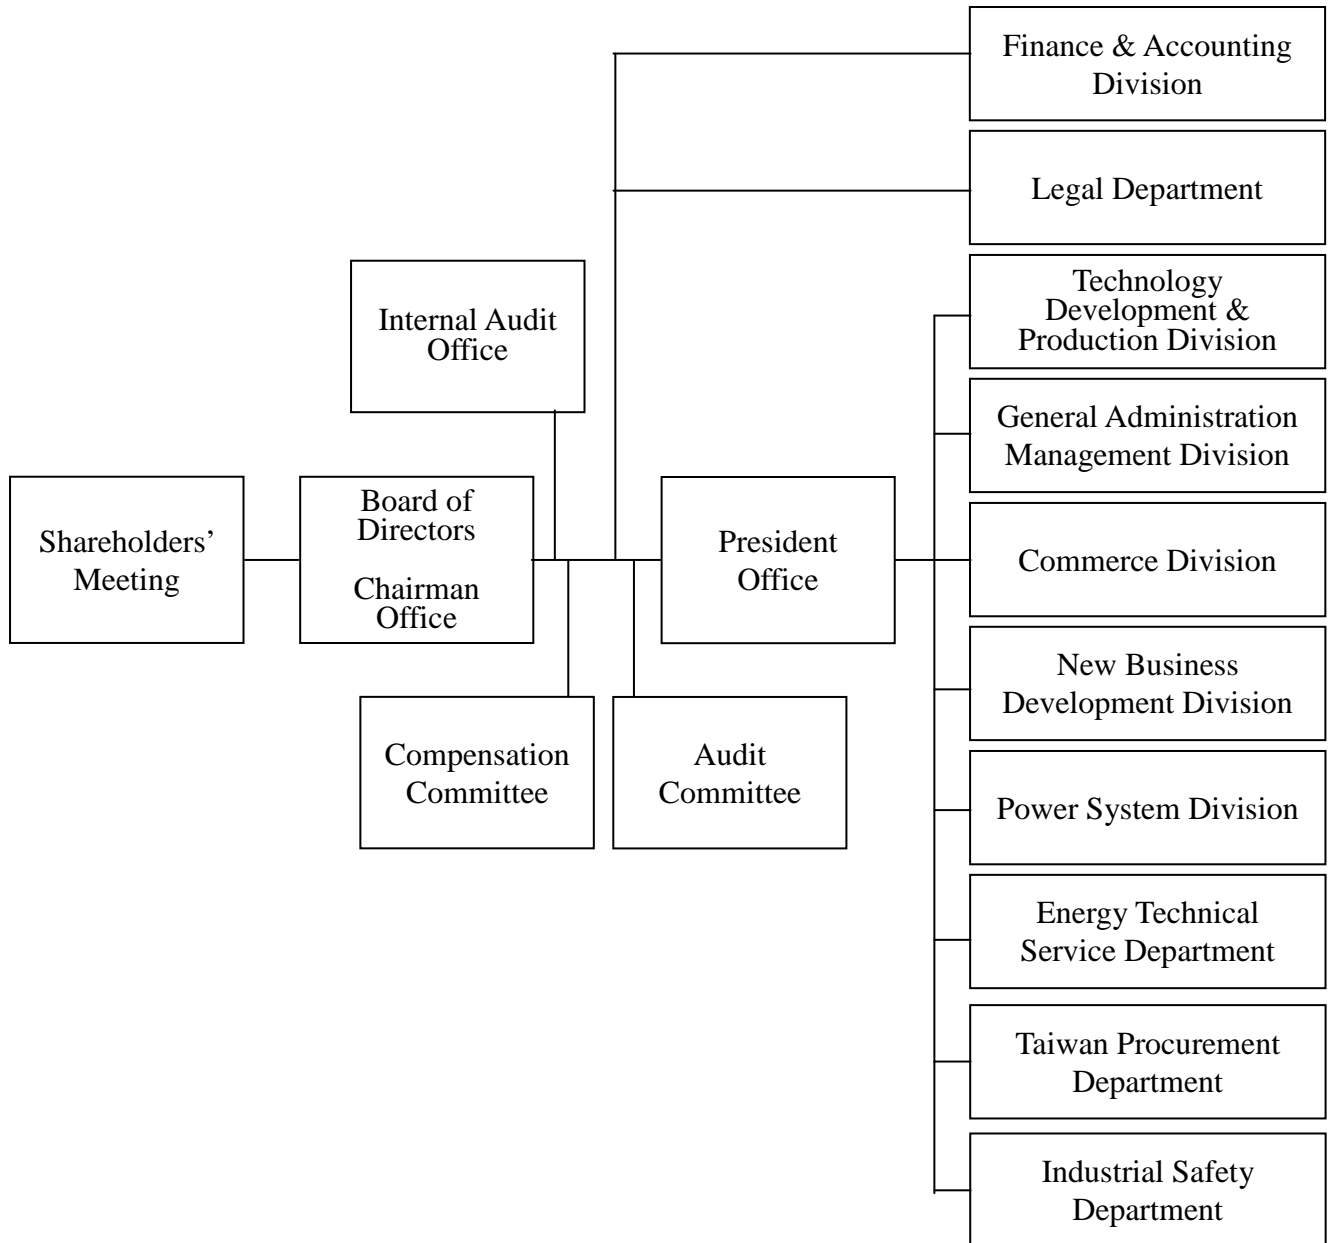 Finance & Accounting
Division
Legal Department
Internal Audit
Office
Technology
Development &
Production Division
General Administration
Management Division
Shareholders’
Meeting
Board of
Directors
Chairman
Office
President
Office
Commerce Division
New Business
Development Division
Compensation
Committee
Audit
Committee
Power System Division
Energy Technical
Service Department
Taiwan Procurement
Department
Industrial Safety
Department